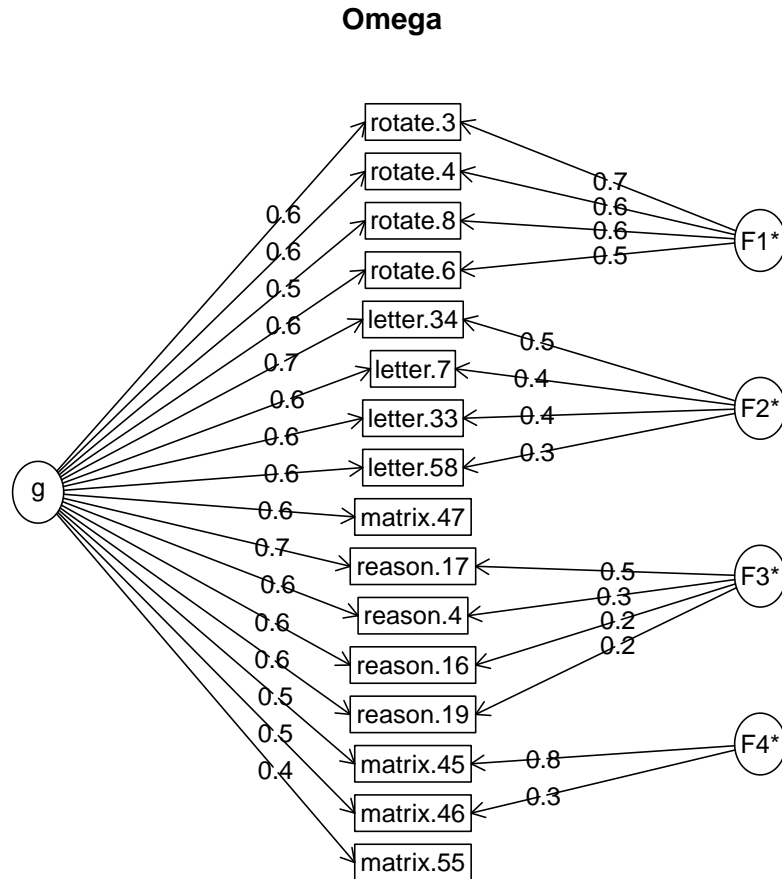 Omega
g
rotate.3
rotate.4
rotate.8
rotate.6
letter.34
letter.7
letter.33
letter.58
matrix.47
reason.17
reason.4
reason.16
reason.19
matrix.45
matrix.46
matrix.55
0.6
0.6
0.5
0.6
0.7
0.6
0.6
0.6
0.6
0.7
0.6
0.6
0.6
0.5
0.5
0.4
0.7
0.6
0.6
0.5
F1*
0.5
0.4
0.4
0.3
F2*
0.5
0.3
0.2
0.2
F3*
0.8
0.3
F4*